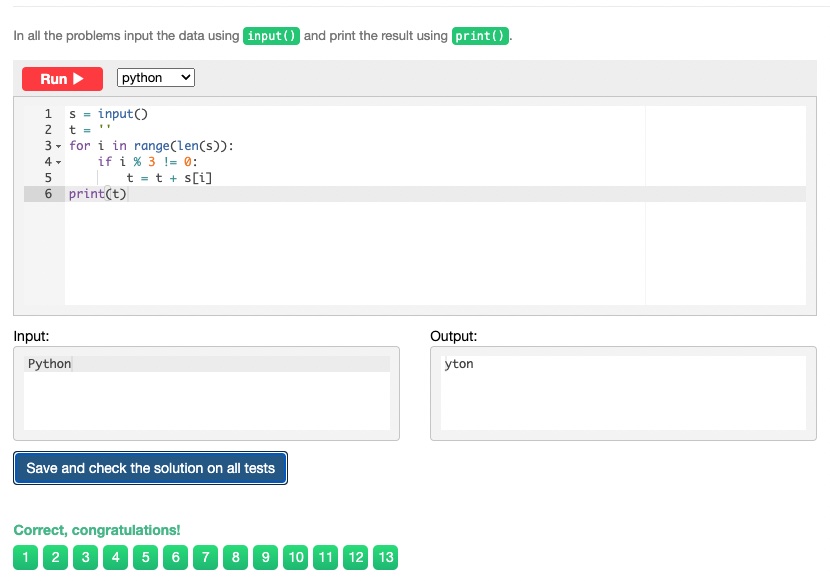 In all the problems input the data using input() and print the result using print().
Run ▶ python
1 s = input()
2 t = ''
3 for i in range(len(s)):
4     if i % 3 != 0:
5         t = t + s[i]
6 print(t)
Input: Output:
Python yton
Save and check the solution on all tests
Correct, congratulations!
1 2 3 4 5 6 7 8 9 10 11 12 13